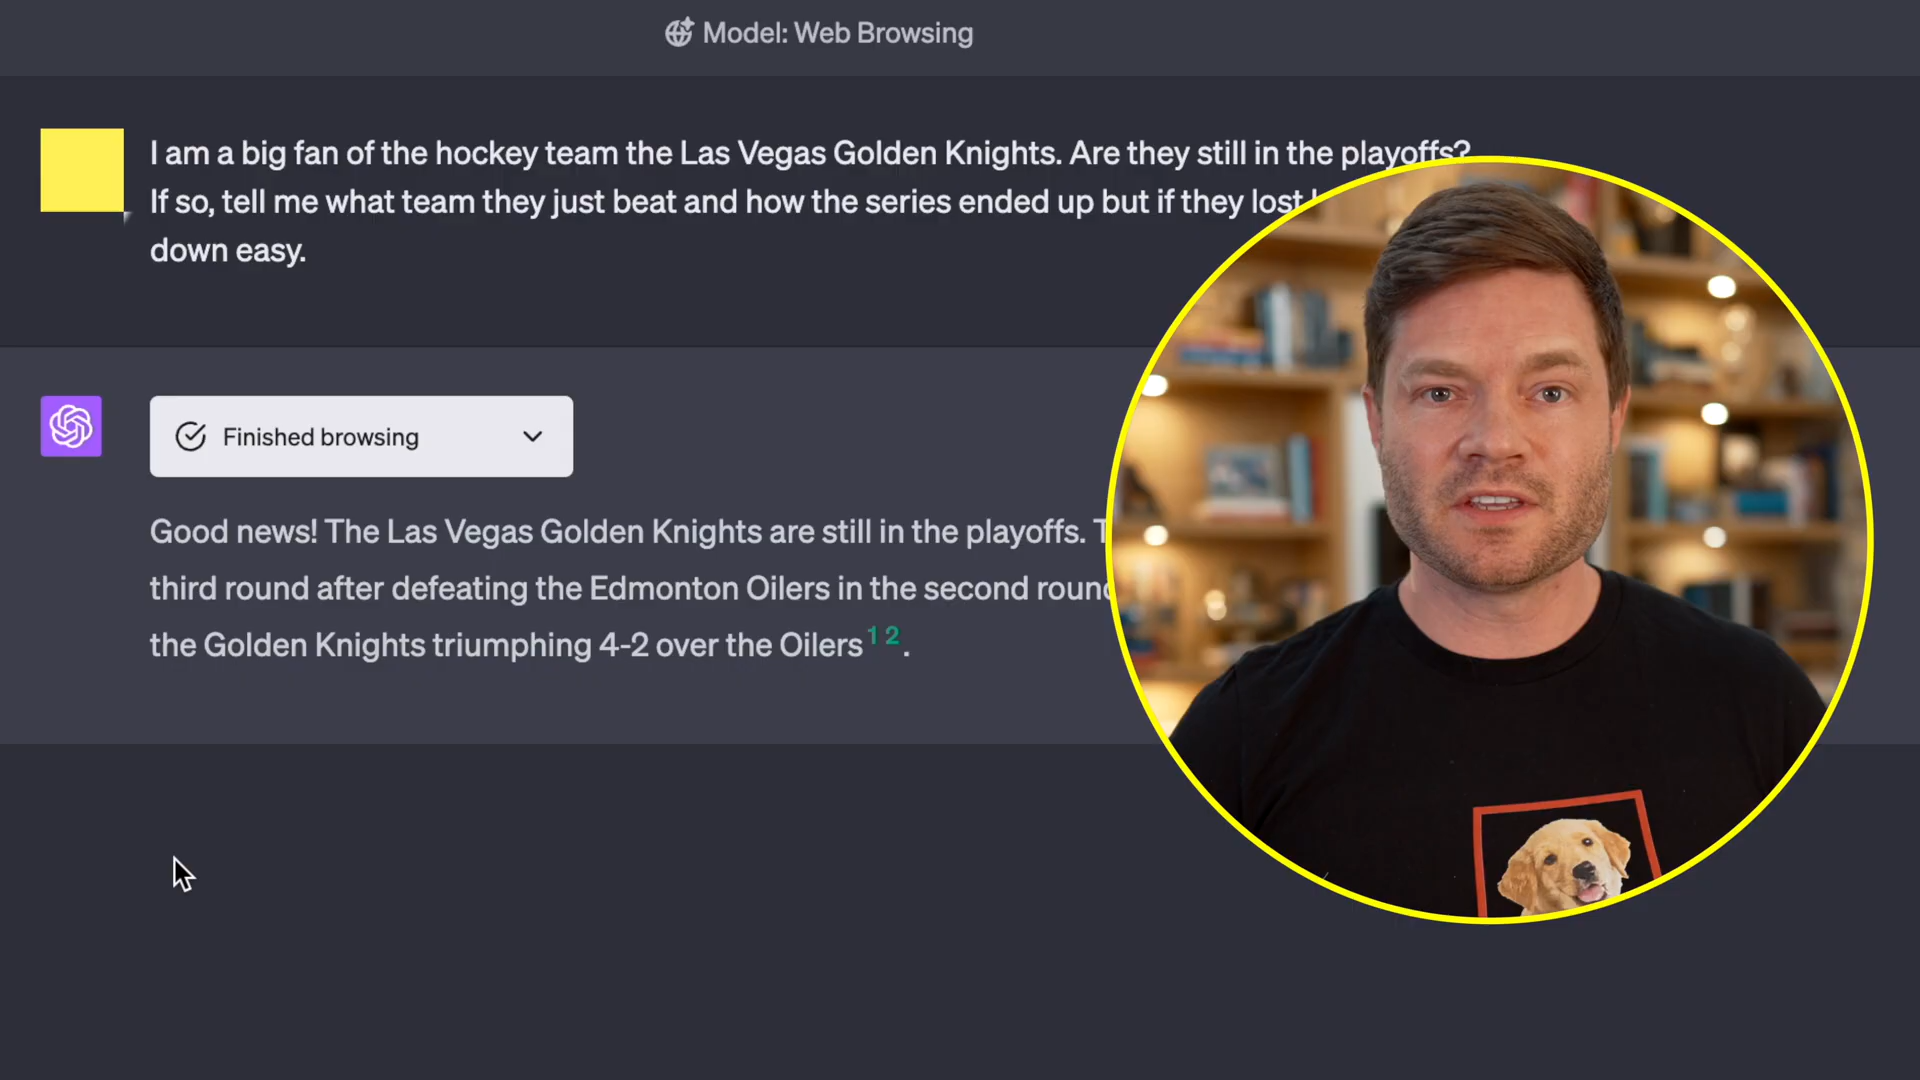 Model: Web Browsing
I am a big fan of the hockey team the Las Vegas Golden Knights. Are they still in the playoffs?
If so, tell me what team they just beat and how the series ended up but if they lost
down easy.
Finished browsing
Good news! The Las Vegas Golden Knights are still in the playoffs.
third round after defeating the Edmonton Oilers in the second round
the Golden Knights triumphing 4-2 over the Oilers 1 2.